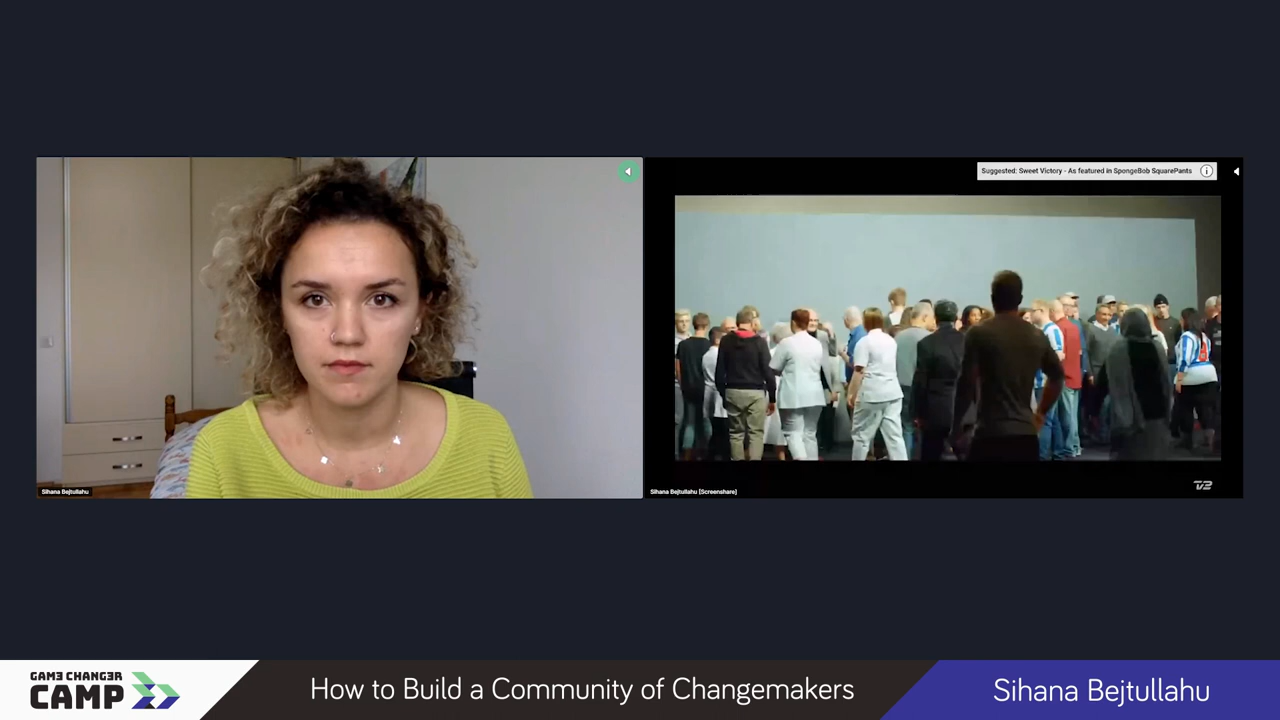 Suggested: Sweet Victory - As featured in SpongeBob SquarePants
Sihana Bejtullahu
Sihana Bejtullahu [Screenshare]
V2
GAM3 CHANG3R
CAMP
How to Build a Community of Changemakers
Sihana Bejtullahu